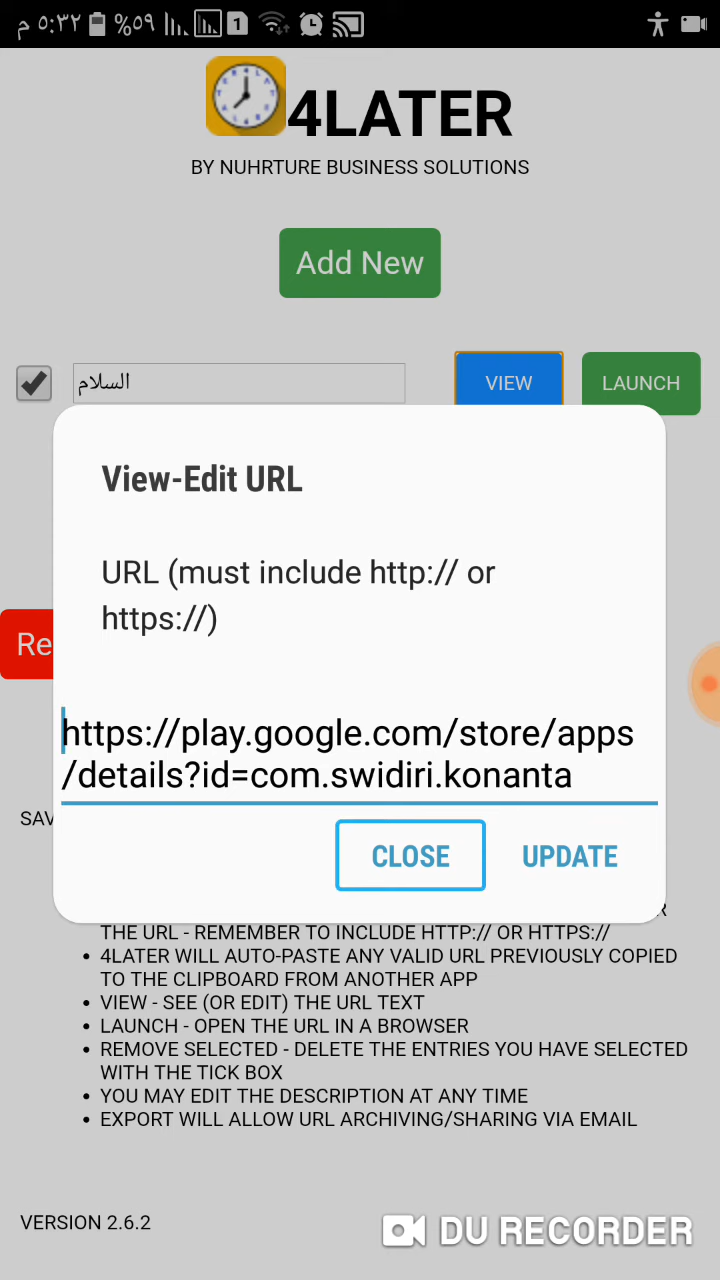 م ٥:٣٢ %٥٩ 1
4LATER
BY NUHRTURE BUSINESS SOLUTIONS
Add New
السلام VIEW LAUNCH
View-Edit URL
URL (must include http:// or
https://)
Re
https://play.google.com/store/apps
/details?id=com.swidiri.konanta
SAV
CLOSE UPDATE
THE URL - REMEMBER TO INCLUDE HTTP:// OR HTTPS://
• 4LATER WILL AUTO-PASTE ANY VALID URL PREVIOUSLY COPIED
TO THE CLIPBOARD FROM ANOTHER APP
• VIEW - SEE (OR EDIT) THE URL TEXT
• LAUNCH - OPEN THE URL IN A BROWSER
• REMOVE SELECTED - DELETE THE ENTRIES YOU HAVE SELECTED
WITH THE TICK BOX
• YOU MAY EDIT THE DESCRIPTION AT ANY TIME
• EXPORT WILL ALLOW URL ARCHIVING/SHARING VIA EMAIL
VERSION 2.6.2
DU RECORDER